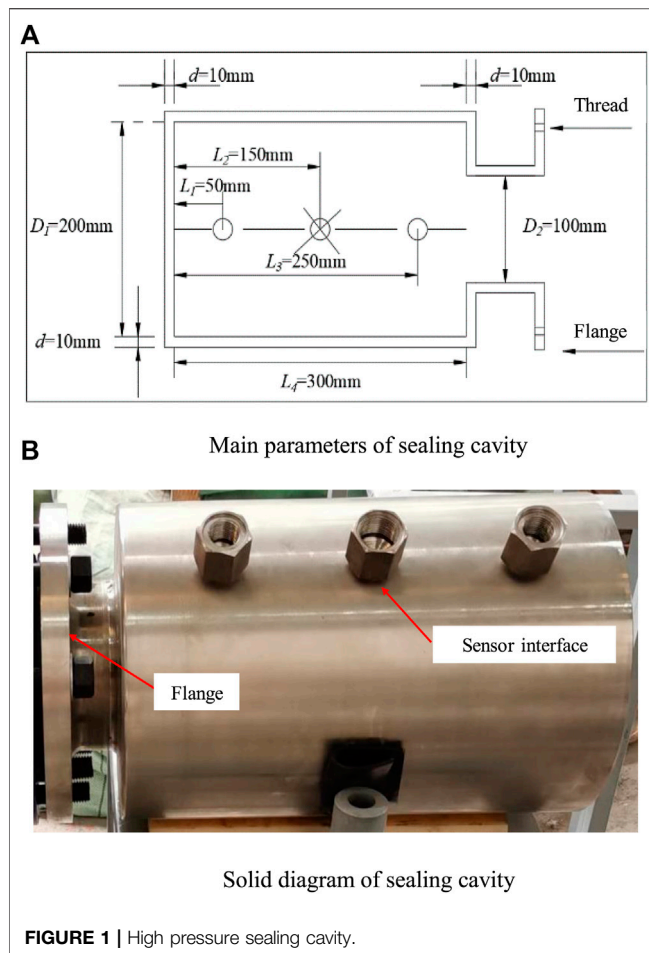 A
d=10mm
d=10mm
Thread
L2=150mm
L1=50mm
D1=200mm
D2=100mm
L3=250mm
d=10mm
Flange
L4=300mm
Main parameters of sealing cavity
B
Sensor interface
Flange
Solid diagram of sealing cavity
FIGURE 1 | High pressure sealing cavity.